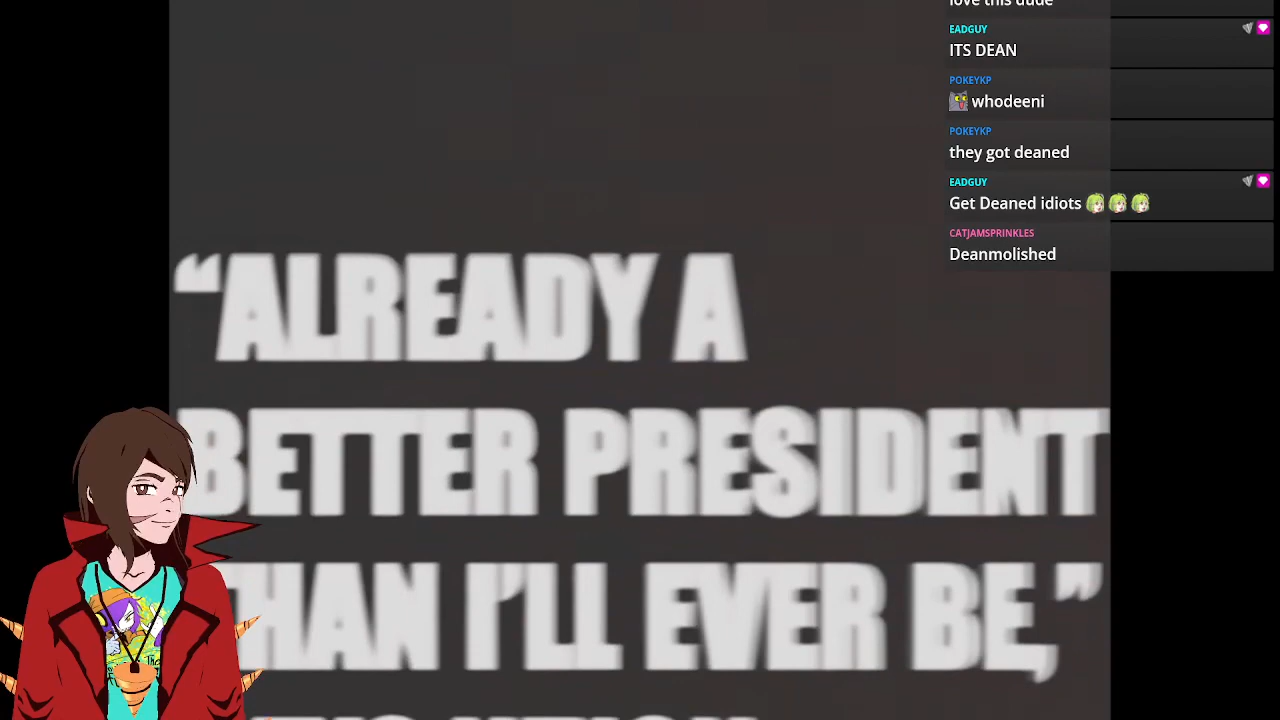 love this dude
EADGUY
ITS DEAN
POKEYKP
whodeeni
POKEYKP
they got deaned
EADGUY
Get Deaned idiots
CATJAMSPRINKLES
Deanmolished
“ALREADY A
BETTER PRESIDENT
THAN I’LL EVER BE,”